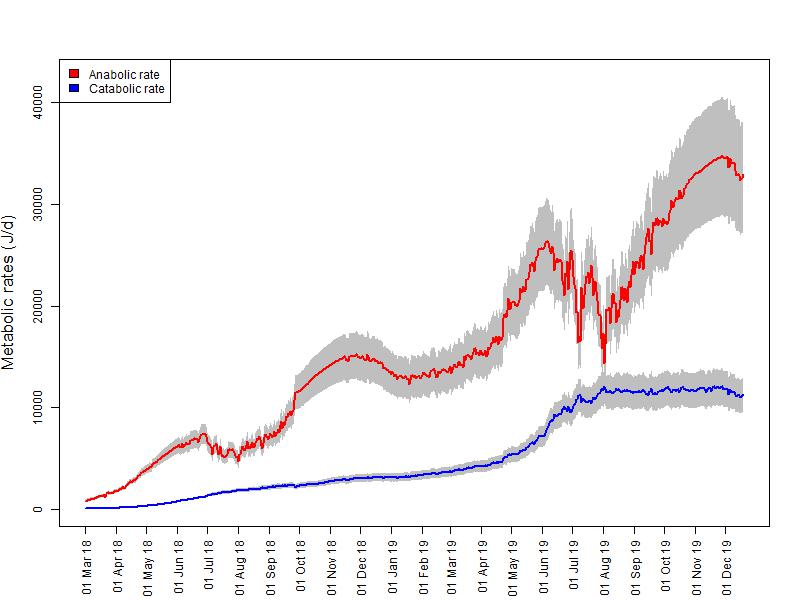 Anabolic rate
Catabolic rate
Metabolic rates (J/d)
40000
30000
20000
10000
0
01 Mar 18
01 Apr 18
01 May 18
01 Jun 18
01 Jul 18
01 Aug 18
01 Sep 18
01 Oct 18
01 Nov 18
01 Dec 18
01 Jan 19
01 Feb 19
01 Mar 19
01 Apr 19
01 May 19
01 Jun 19
01 Jul 19
01 Aug 19
01 Sep 19
01 Oct 19
01 Nov 19
01 Dec 19